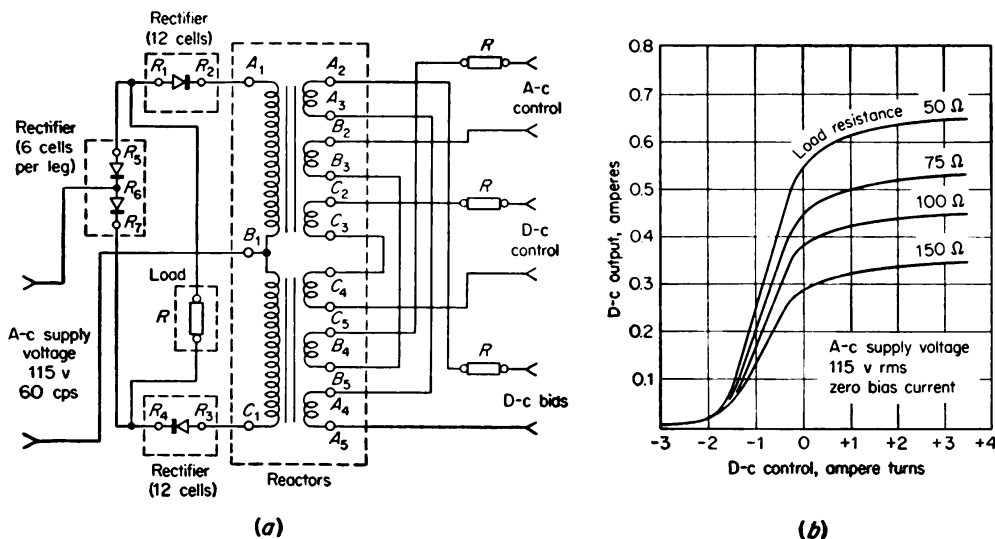 Rectifier
(12 cells)
R1
R2
Rectifier
(6 cells
per leg)
R5
R6
R7
A-c supply
voltage
115 v
60 cps
Load
R
R4
R3
Rectifier
(12 cells)
A1
B1
C1
A2
A3
B2
B3
C2
C3
C4
C5
B4
B5
A4
A5
Reactors
R
A-c
control
R
D-c
control
R
D-c bias
(a)
D-c output, amperes
0.8
0.7
0.6
0.5
0.4
0.3
0.2
0.1
Load resistance
50 Ω
75 Ω
100 Ω
150 Ω
A-c supply voltage
115 v rms
zero bias current
-3 -2 -1 0 +1 +2 +3 +4
D-c control, ampere turns
(b)